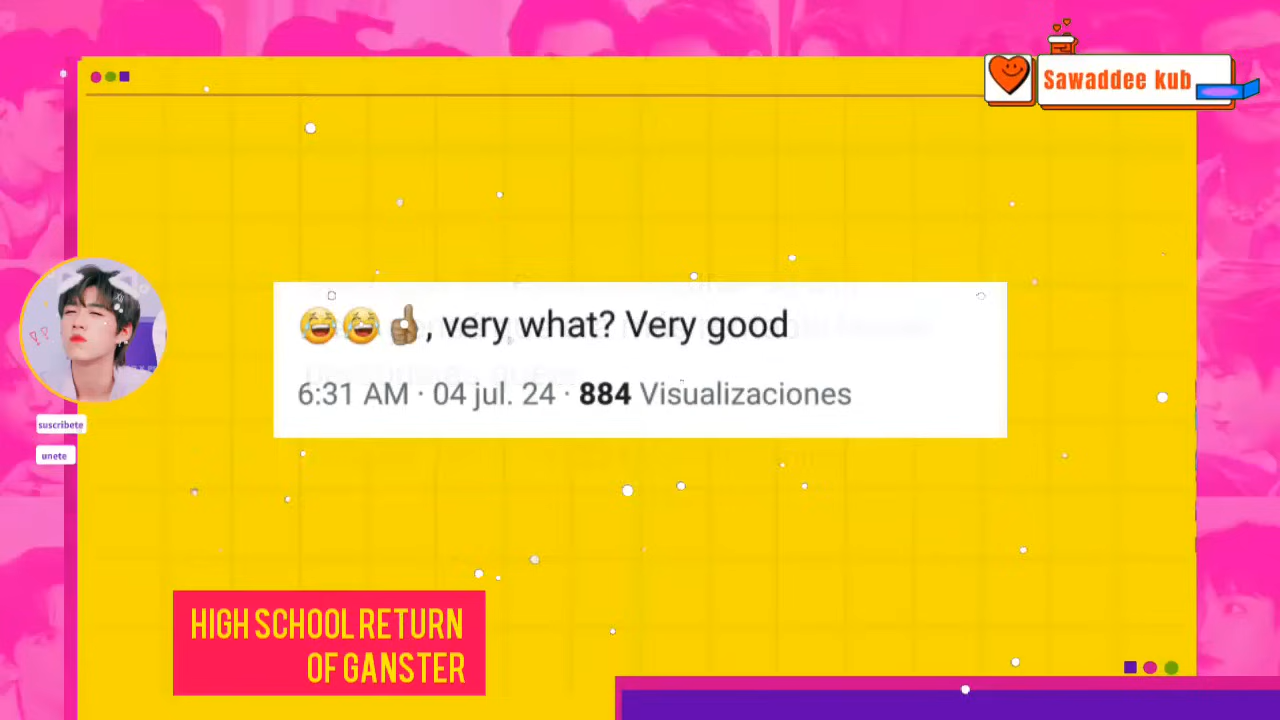 Sawaddee kub
😂😂👍🏾, very what? Very good
6:31 AM · 04 jul. 24 · 884 Visualizaciones
suscribete
unete
HIGH SCHOOL RETURN
OF GANSTER